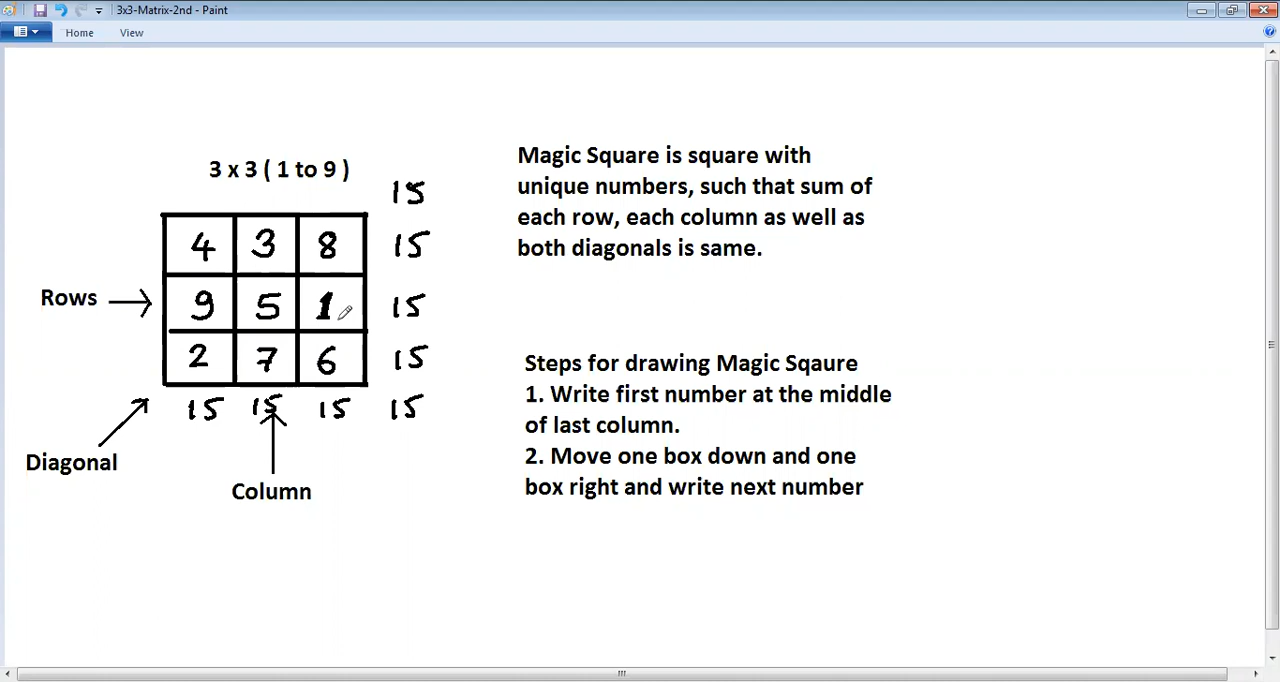 3x3-Matrix-2nd - Paint
Home View
3 x 3 ( 1 to 9 )
15
4 3 8 15
Rows 9 5 1 15
2 7 6 15
15 15 15 15
Diagonal
Column
Magic Square is square with
unique numbers, such that sum of
each row, each column as well as
both diagonals is same.
Steps for drawing Magic Sqaure
1. Write first number at the middle
of last column.
2. Move one box down and one
box right and write next number